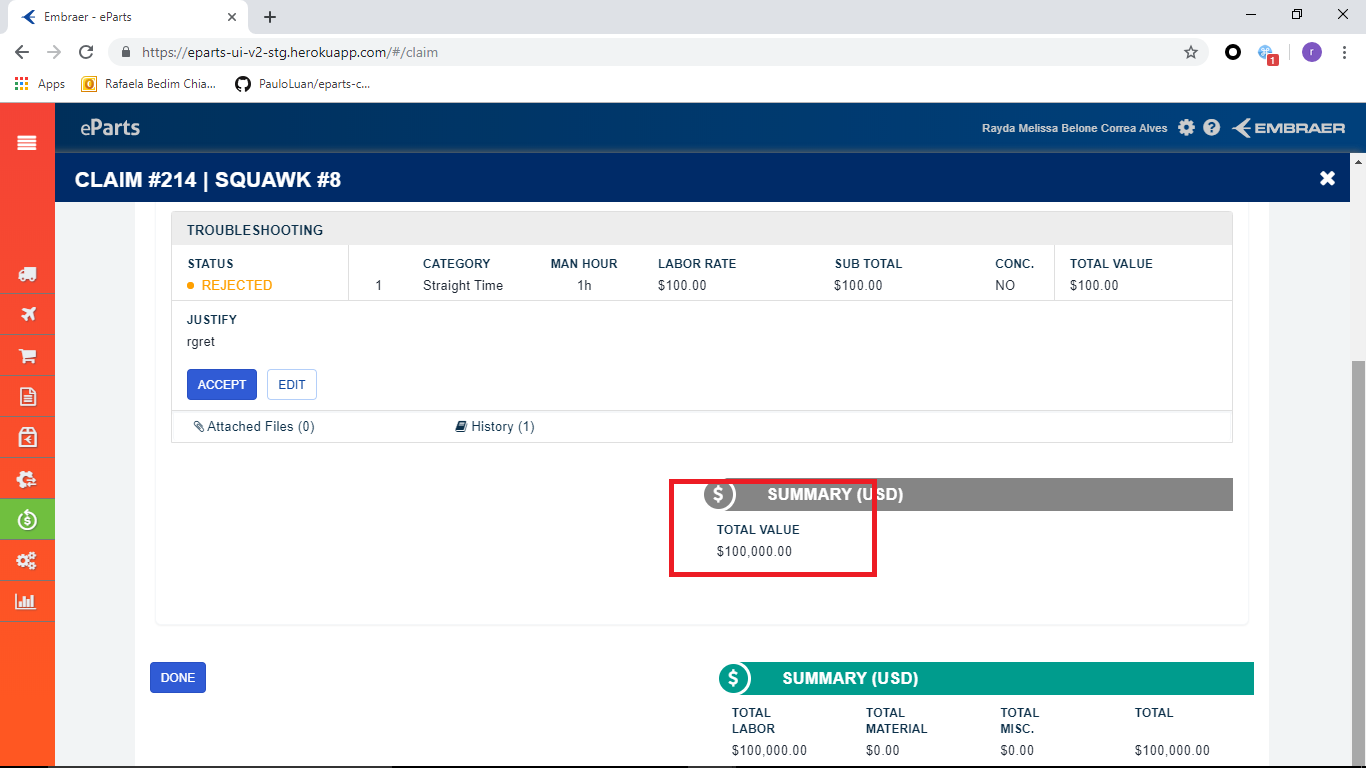 Embraer - eParts
https://eparts-ui-v2-stg.herokuapp.com/#/claim
1
r
Apps
Rafaela Bedim Chia...
PauloLuan/eparts-c...
eParts
Rayda Melissa Belone Correa Alves
EMBRAER
CLAIM #214 | SQUAWK #8
TROUBLESHOOTING
STATUS CATEGORY MAN HOUR LABOR RATE SUB TOTAL CONC. TOTAL VALUE
REJECTED 1 Straight Time 1h $100.00 $100.00 NO $100.00
JUSTIFY
rgret
ACCEPT EDIT
Attached Files (0) History (1)
$ SUMMARY (USD)
TOTAL VALUE
$100,000.00
DONE
$ SUMMARY (USD)
TOTAL TOTAL TOTAL TOTAL
LABOR MATERIAL MISC.
$100,000.00 $0.00 $0.00 $100,000.00